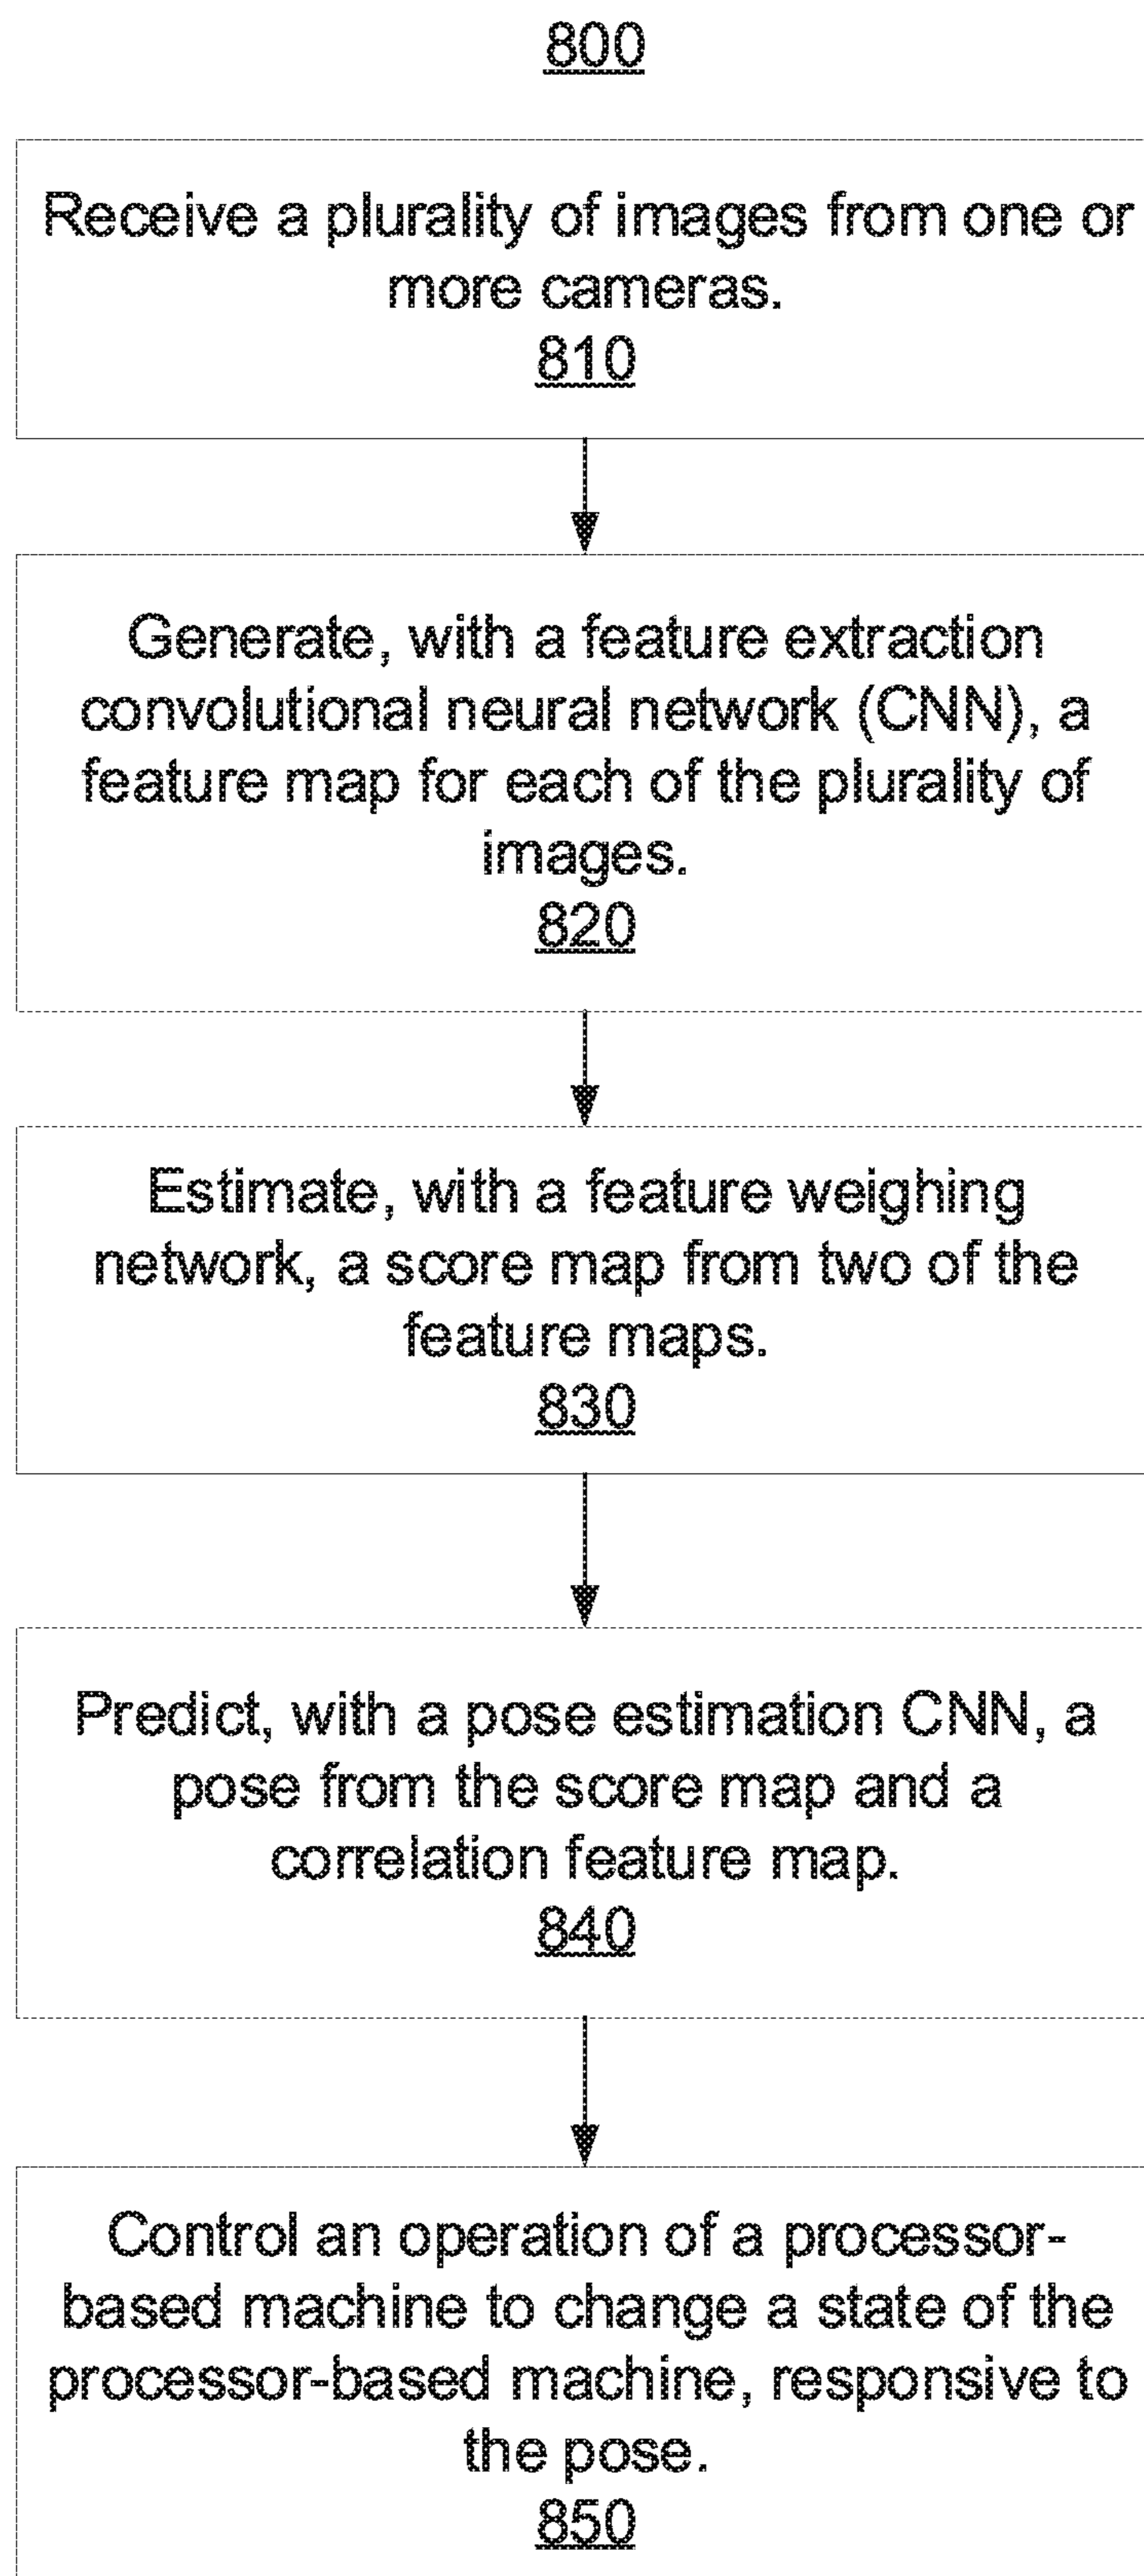 800
Receive a plurality of images from one or
more cameras.
810
Generate, with a feature extraction
convolutional neural network (CNN), a
feature map for each of the plurality of
images.
820
Estimate, with a feature weighing
network, a score map from two of the
feature maps.
830
Predict, with a pose estimation CNN, a
pose from the score map and a
correlation feature map.
840
Control an operation of a processor-
based machine to change a state of the
processor-based machine, responsive to
the pose.
850